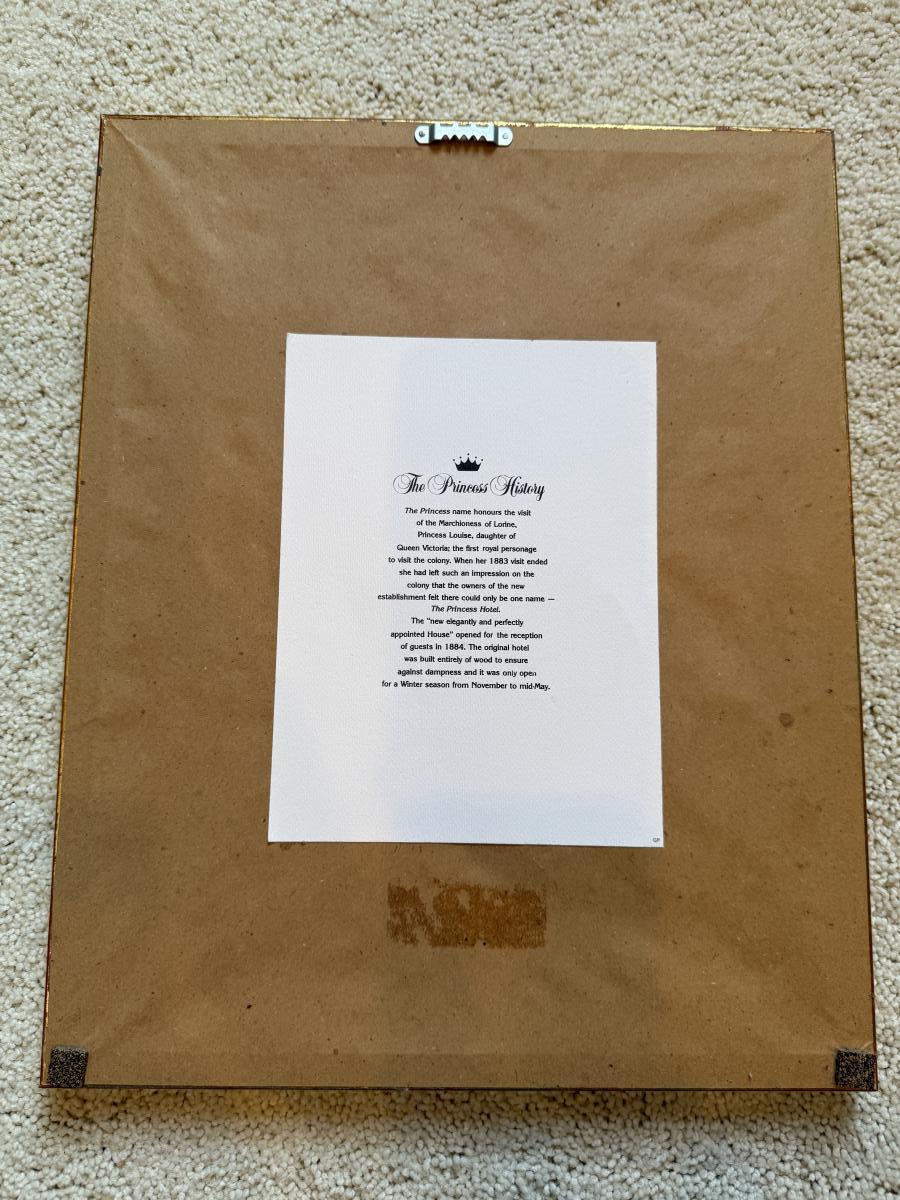 The Princess History
The Princess name honours the visit
of the Marchioness of Lorine,
Princess Louise, daughter of
Queen Victoria; the first royal personage
to visit the colony. When her 1883 visit ended
she had left such an impression on the
colony that the owners of the new
establishment felt there could only be one name —
The Princess Hotel.
The "new elegantly and perfectly
appointed House" opened for the reception
of guests in 1884. The original hotel
was built entirely of wood to ensure
against dampness and it was only open
for a Winter season from November to mid-May.
GP